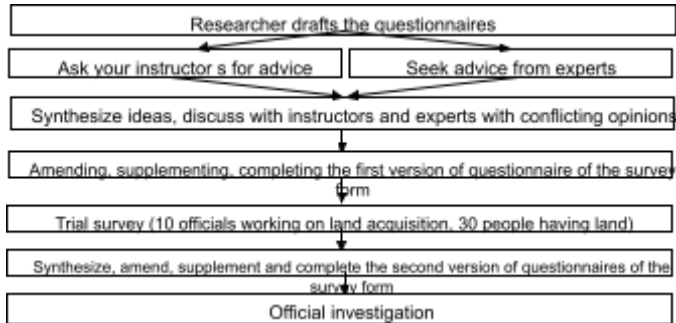 Researcher drafts the questionnaires
Ask your instructor s for advice
Seek advice from experts
Synthesize ideas, discuss with instructors and experts with conflicting opinions
Amending, supplementing, completing the first version of questionnaire of the survey
form
Trial survey (10 officials working on land acquisition, 30 people having land)
Synthesize, amend, supplement and complete the second version of questionnaires of the
survey form
Official investigation